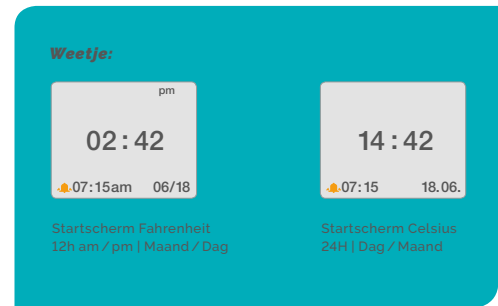 Weetje:
pm
02:42
07:15am 06/18
Startscherm Fahrenheit
12h am/pm | Maand/Dag
14:42
07:15 18.06.
Startscherm Celsius
24H | Dag/Maand